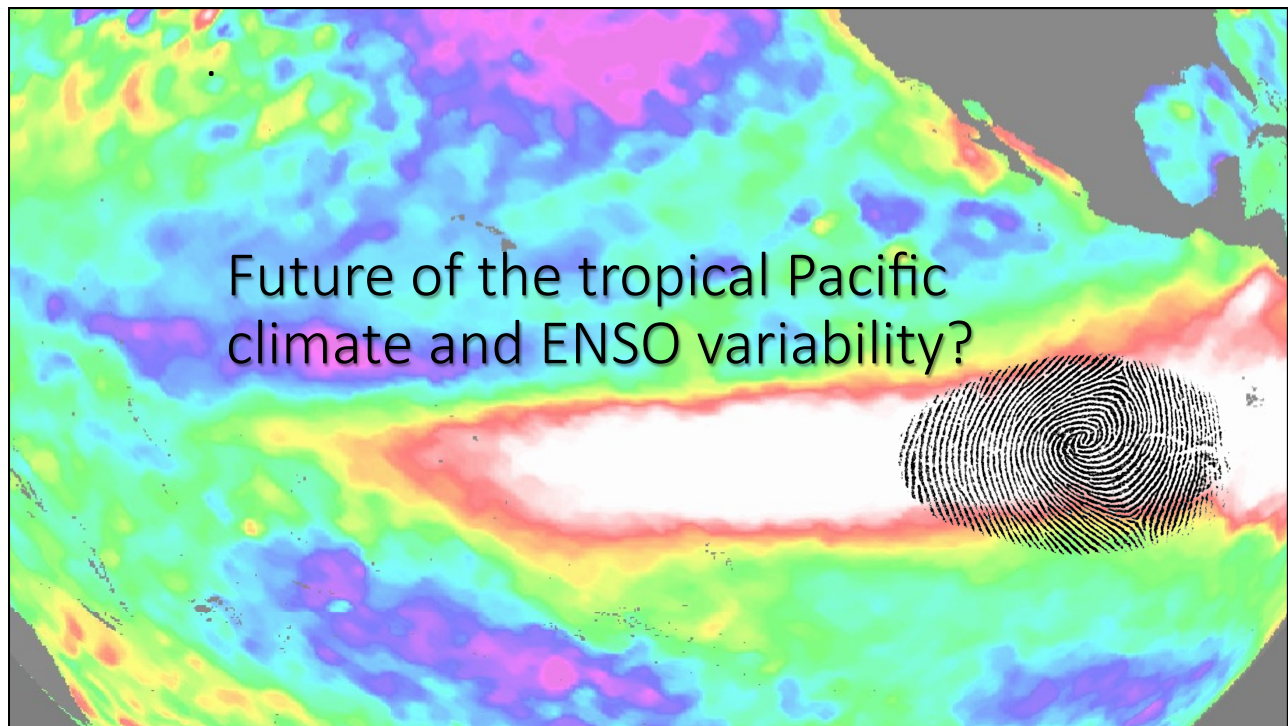 Future of the tropical Pacific
climate and ENSO variability?